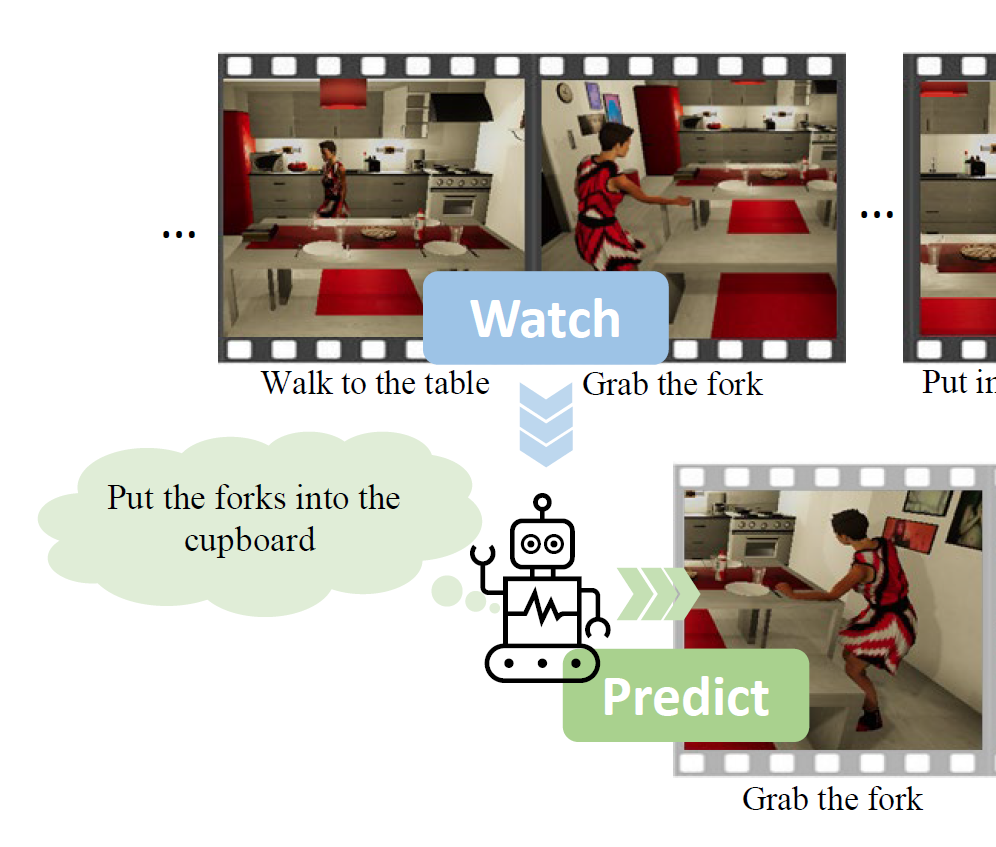 ...
...
Watch
Walk to the table
Grab the fork
Put
Put the forks into the
cupboard
Predict
Grab the fork